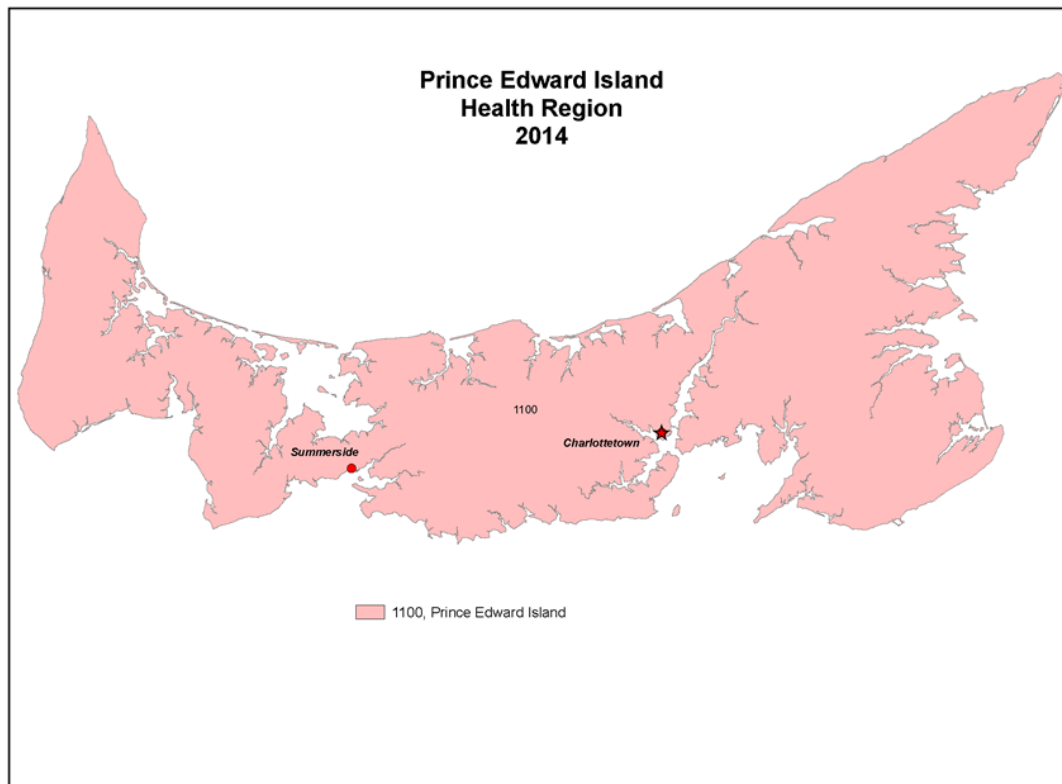 Prince Edward Island
Health Region
2014
1100
Charlottetown
Summerside
1100, Prince Edward Island